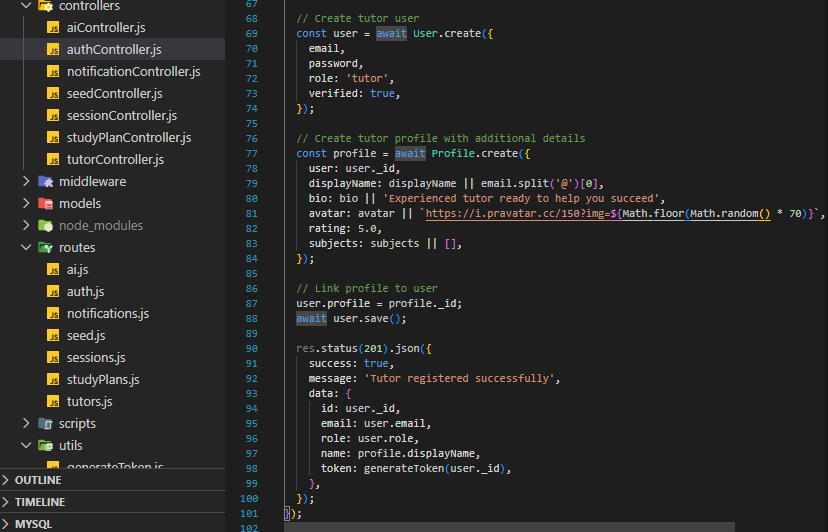 controllers
aiController.js
authController.js
notificationController.js
seedController.js
sessionController.js
studyPlanController.js
tutorController.js
middleware
models
node_modules
routes
ai.js
auth.js
notifications.js
seed.js
sessions.js
studyPlans.js
tutors.js
scripts
utils
generateToken.js
OUTLINE
TIMELINE
MYSQL
67
68 // Create tutor user
69 const user = await User.create({
70 email,
71 password,
72 role: 'tutor',
73 verified: true,
74 });
75
76 // Create tutor profile with additional details
77 const profile = await Profile.create({
78 user: user._id,
79 displayName: displayName || email.split('@')[0],
80 bio: bio || 'Experienced tutor ready to help you succeed',
81 avatar: avatar || `https://i.pravatar.cc/150?img=${Math.floor(Math.random() * 70)}`,
82 rating: 5.0,
83 subjects: subjects || [],
84 });
85
86 // Link profile to user
87 user.profile = profile._id;
88 await user.save();
89
90 res.status(201).json({
91 success: true,
92 message: 'Tutor registered successfully',
93 data: {
94 id: user._id,
95 email: user.email,
96 role: user.role,
97 name: profile.displayName,
98 token: generateToken(user._id),
99 },
100 });
101 });
102